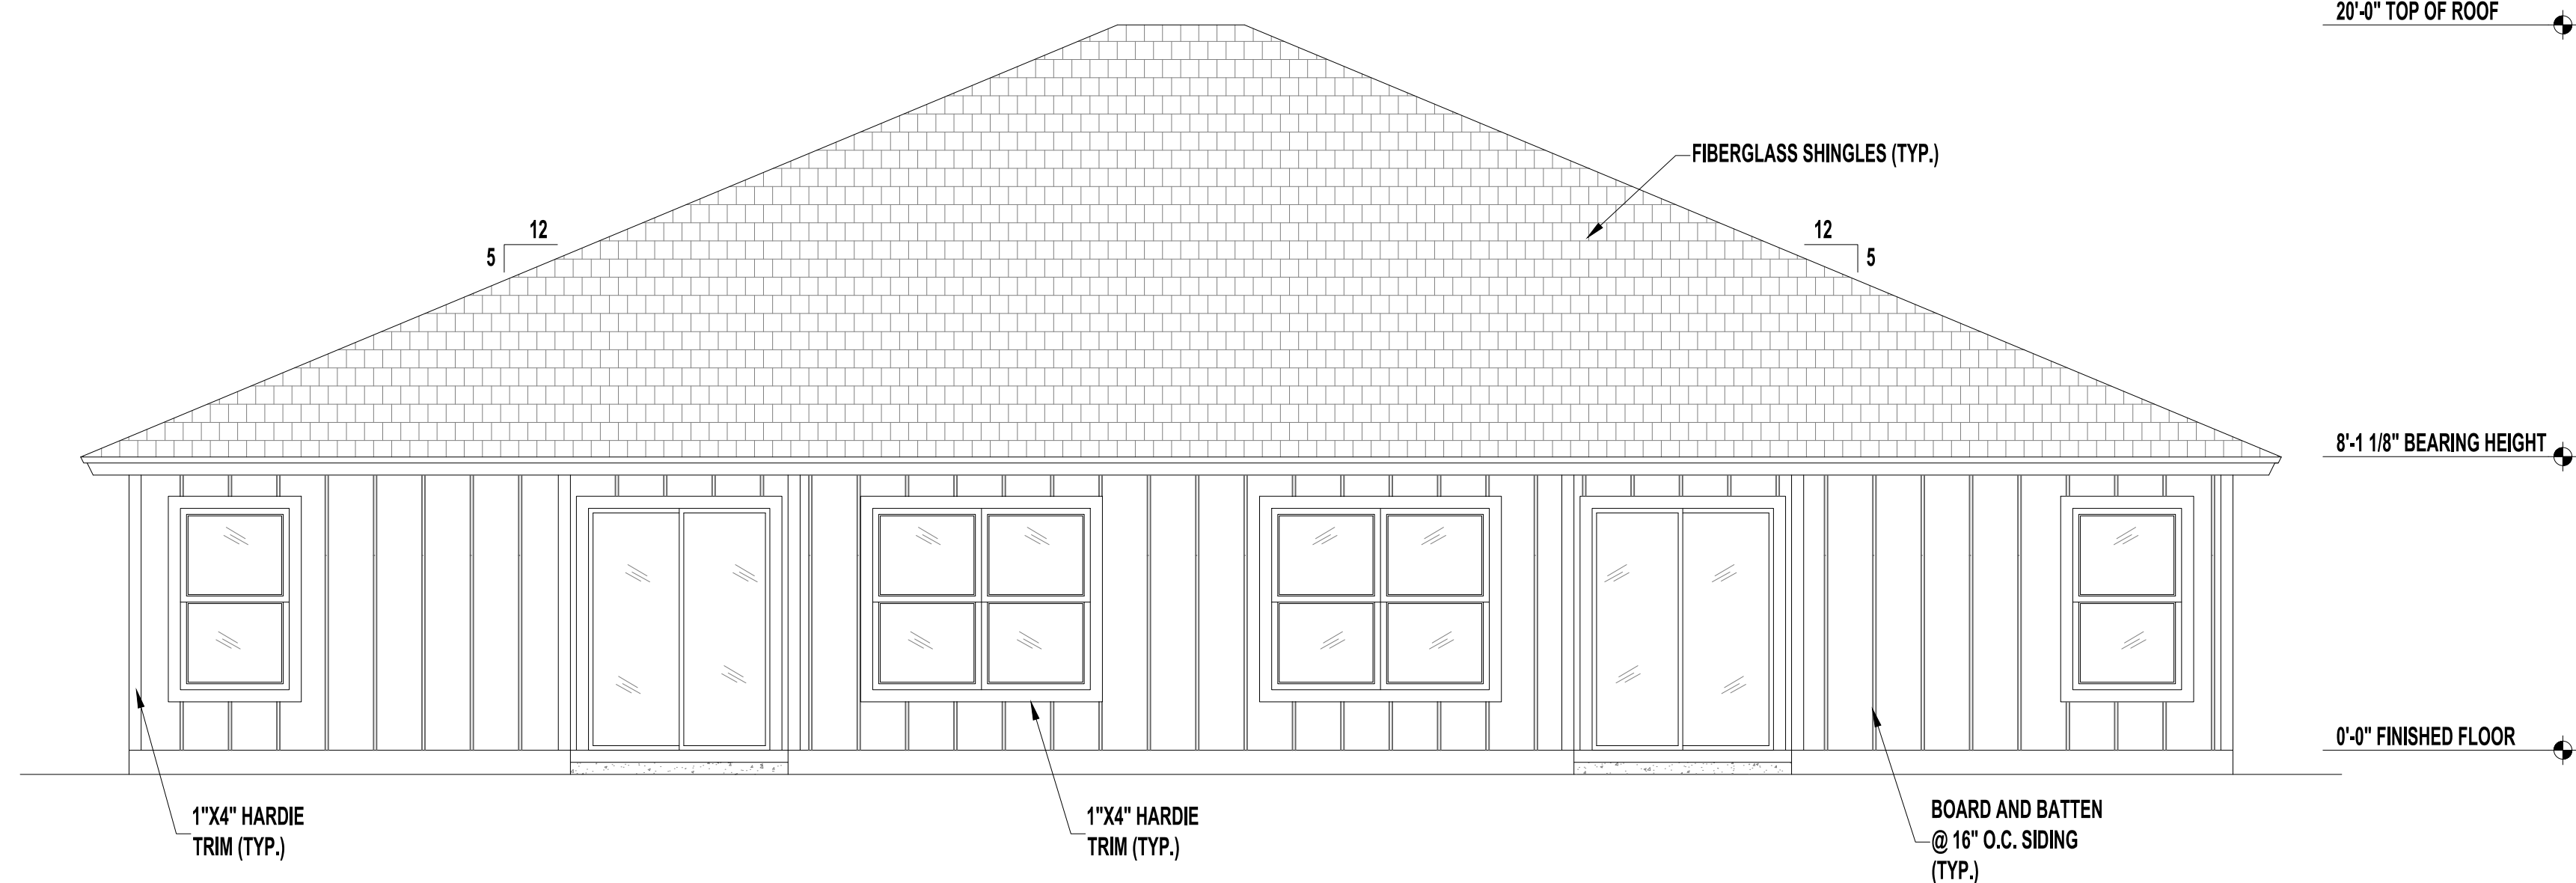 20'-0" TOP OF ROOF
FIBERGLASS SHINGLES (TYP.)
12
5
12
5
8'-1 1/8" BEARING HEIGHT
0'-0" FINISHED FLOOR
1"X4" HARDIE
TRIM (TYP.)
1"X4" HARDIE
TRIM (TYP.)
BOARD AND BATTEN
@ 16" O.C. SIDING
(TYP.)